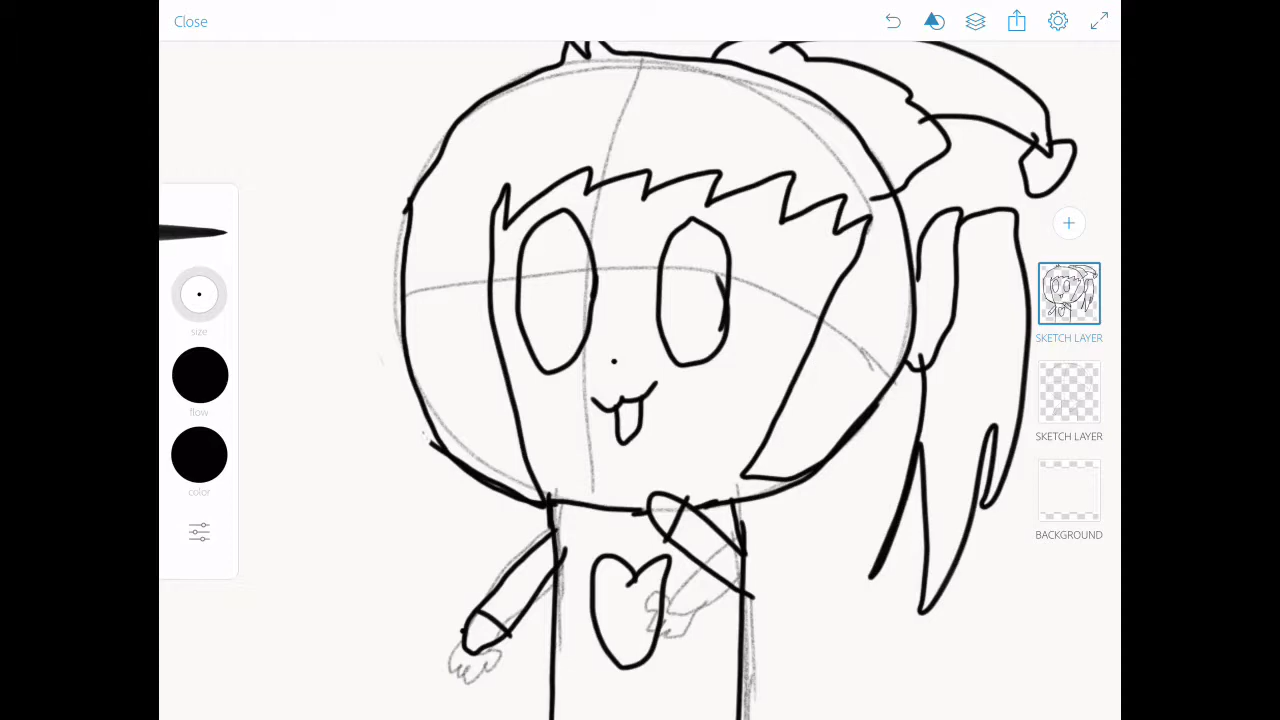 Close
size
flow
color
SKETCH LAYER
SKETCH LAYER
BACKGROUND